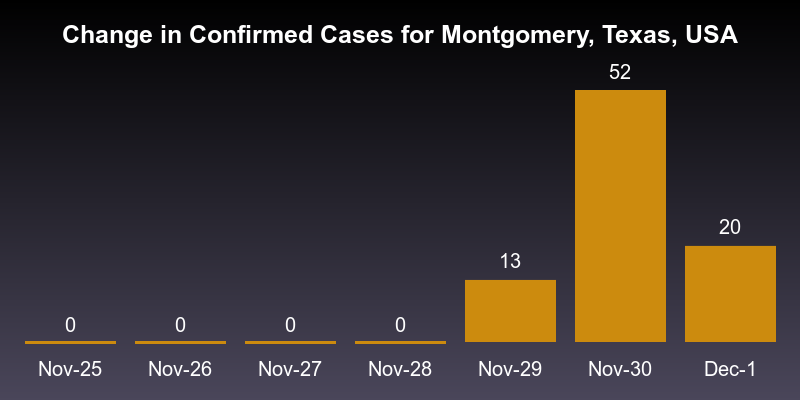 Change in Confirmed Cases for Montgomery, Texas, USA
52
20
13
0 0 0 0
Nov-25 Nov-26 Nov-27 Nov-28 Nov-29 Nov-30 Dec-1